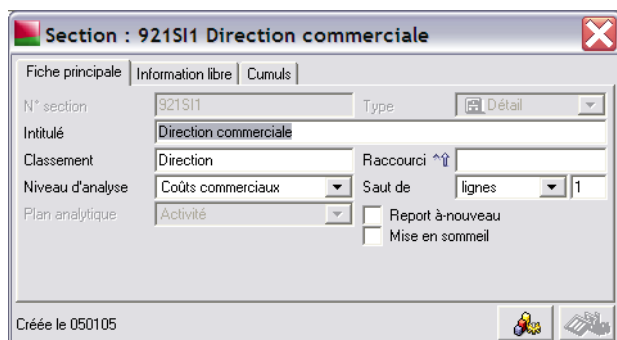 Section : 921SI1 Direction commerciale
Fiche principale Information libre Cumuls
N° section 921SI1 Type Détail
Intitulé Direction commerciale
Classement Direction Raccourci ^⇧
Niveau d'analyse Coûts commerciaux Saut de lignes 1
Plan analytique Activité Report à-nouveau
Mise en sommeil
Créée le 050105